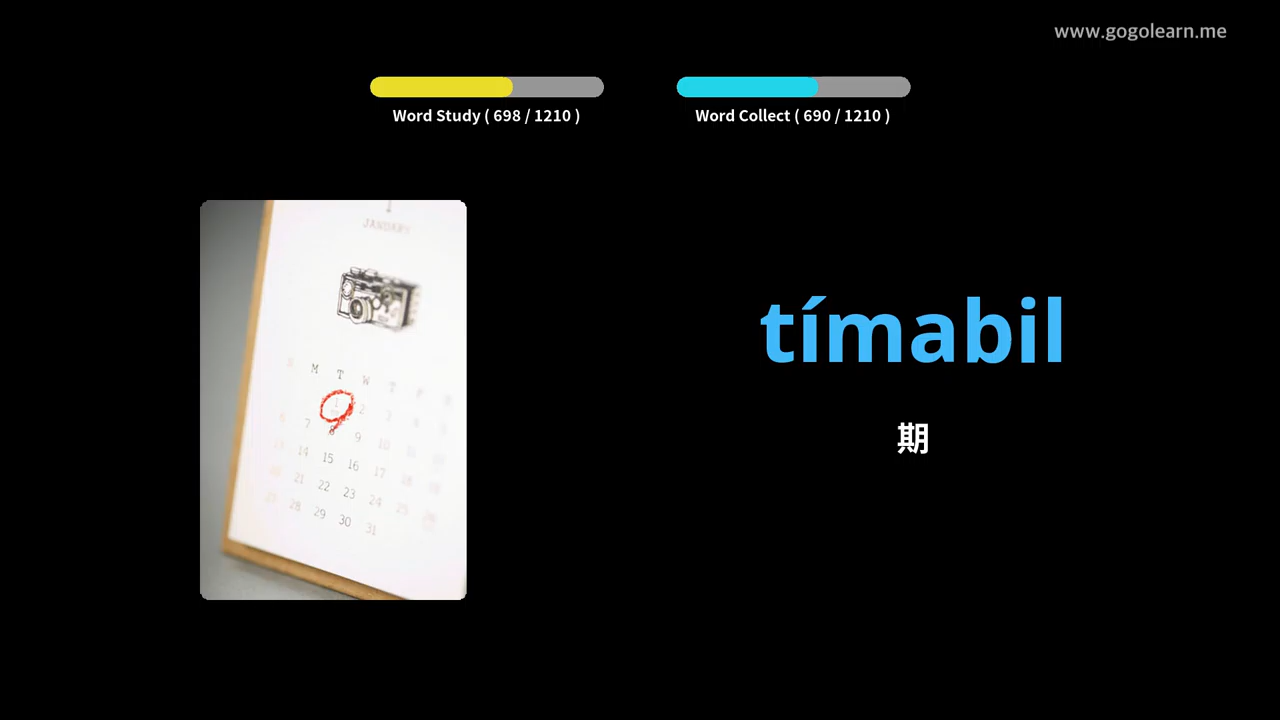 www.gogolearn.me
Word Study ( 698 / 1210 )
Word Collect ( 690 / 1210 )
JANUARY
S M T W T F S
1 2 3 4 5
6 7 8 9 10 11 12
13 14 15 16 17 18 19
20 21 22 23 24 25 26
28 29 30 31
tímabil
期